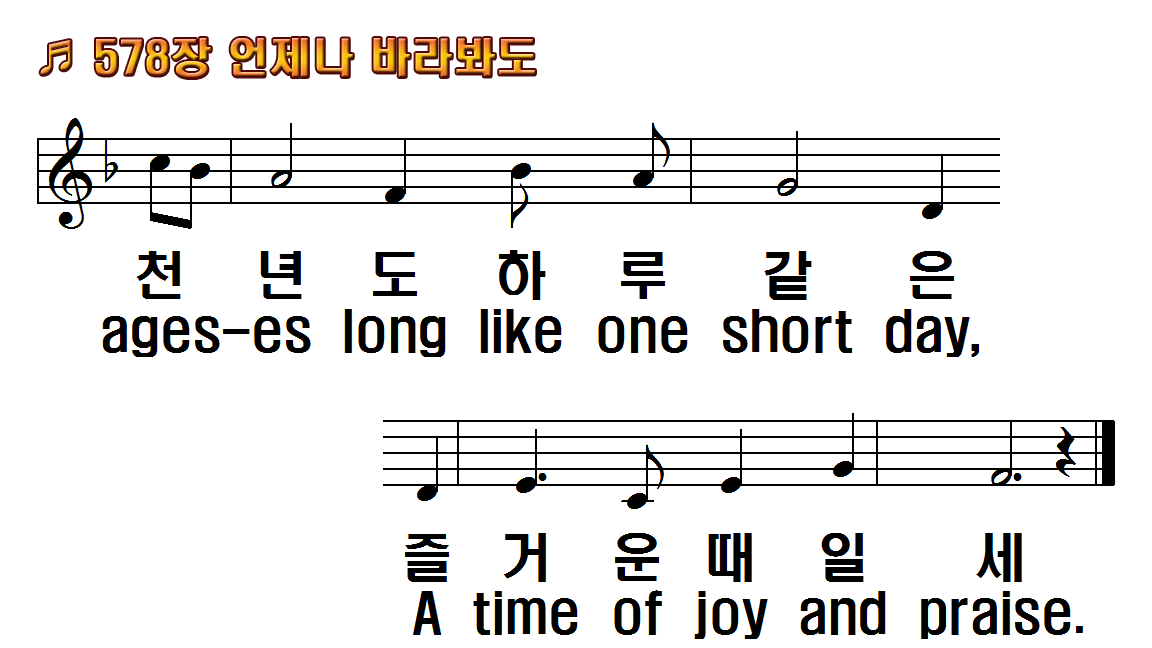 ♬ 578장 언제나 바라봐도
천 년 도 하 루 같 은
ages-es long like one short day,
즐 거 운 때 일 세
A time of joy and praise.